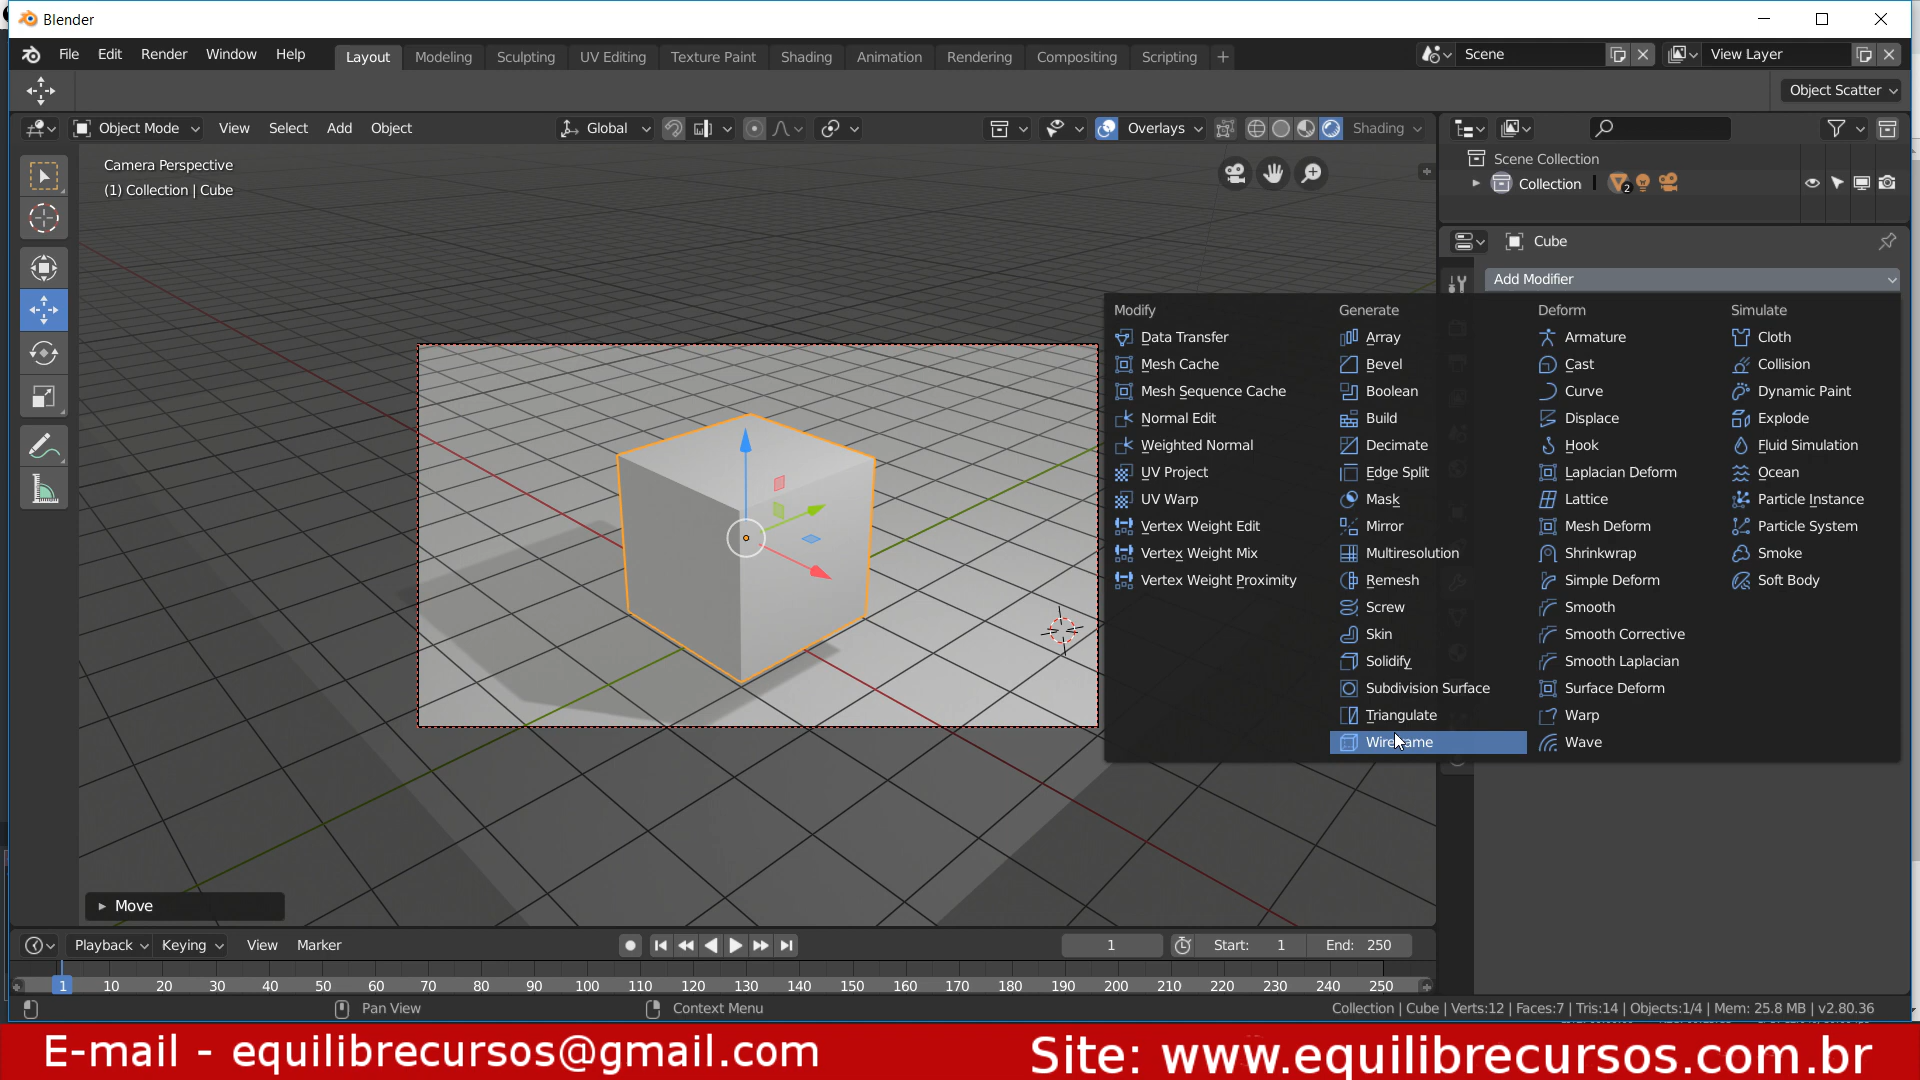 Blender
File Edit Render Window Help Layout Modeling Sculpting UV Editing Texture Paint Shading Animation Rendering Compositing Scripting + Scene View Layer
Object Scatter
Object Mode View Select Add Object Global Overlays Shading
Camera Perspective
(1) Collection | Cube
Scene Collection
Collection 2
Cube
Add Modifier
Modify Generate Deform Simulate
Data Transfer Array Armature Cloth
Mesh Cache Bevel Cast Collision
Mesh Sequence Cache Boolean Curve Dynamic Paint
Normal Edit Build Displace Explode
Weighted Normal Decimate Hook Fluid Simulation
UV Project Edge Split Laplacian Deform Ocean
UV Warp Mask Lattice Particle Instance
Vertex Weight Edit Mirror Mesh Deform Particle System
Vertex Weight Mix Multiresolution Shrinkwrap Smoke
Vertex Weight Proximity Remesh Simple Deform Soft Body
Screw Smooth
Skin Smooth Corrective
Solidify Smooth Laplacian
Subdivision Surface Surface Deform
Triangulate Warp
Wireframe Wave
Move
Playback Keying View Marker 1 Start: 1 End: 250
1 10 20 30 40 50 60 70 80 90 100 110 120 130 140 150 160 170 180 190 200 210 220 230 240 250
Pan View Context Menu Collection | Cube | Verts:12 | Faces:7 | Tris:14 | Objects:1/4 | Mem: 25.8 MB | v2.80.36
E-mail - equilibrecursos@gmail.com Site: www.equilibrecursos.com.br